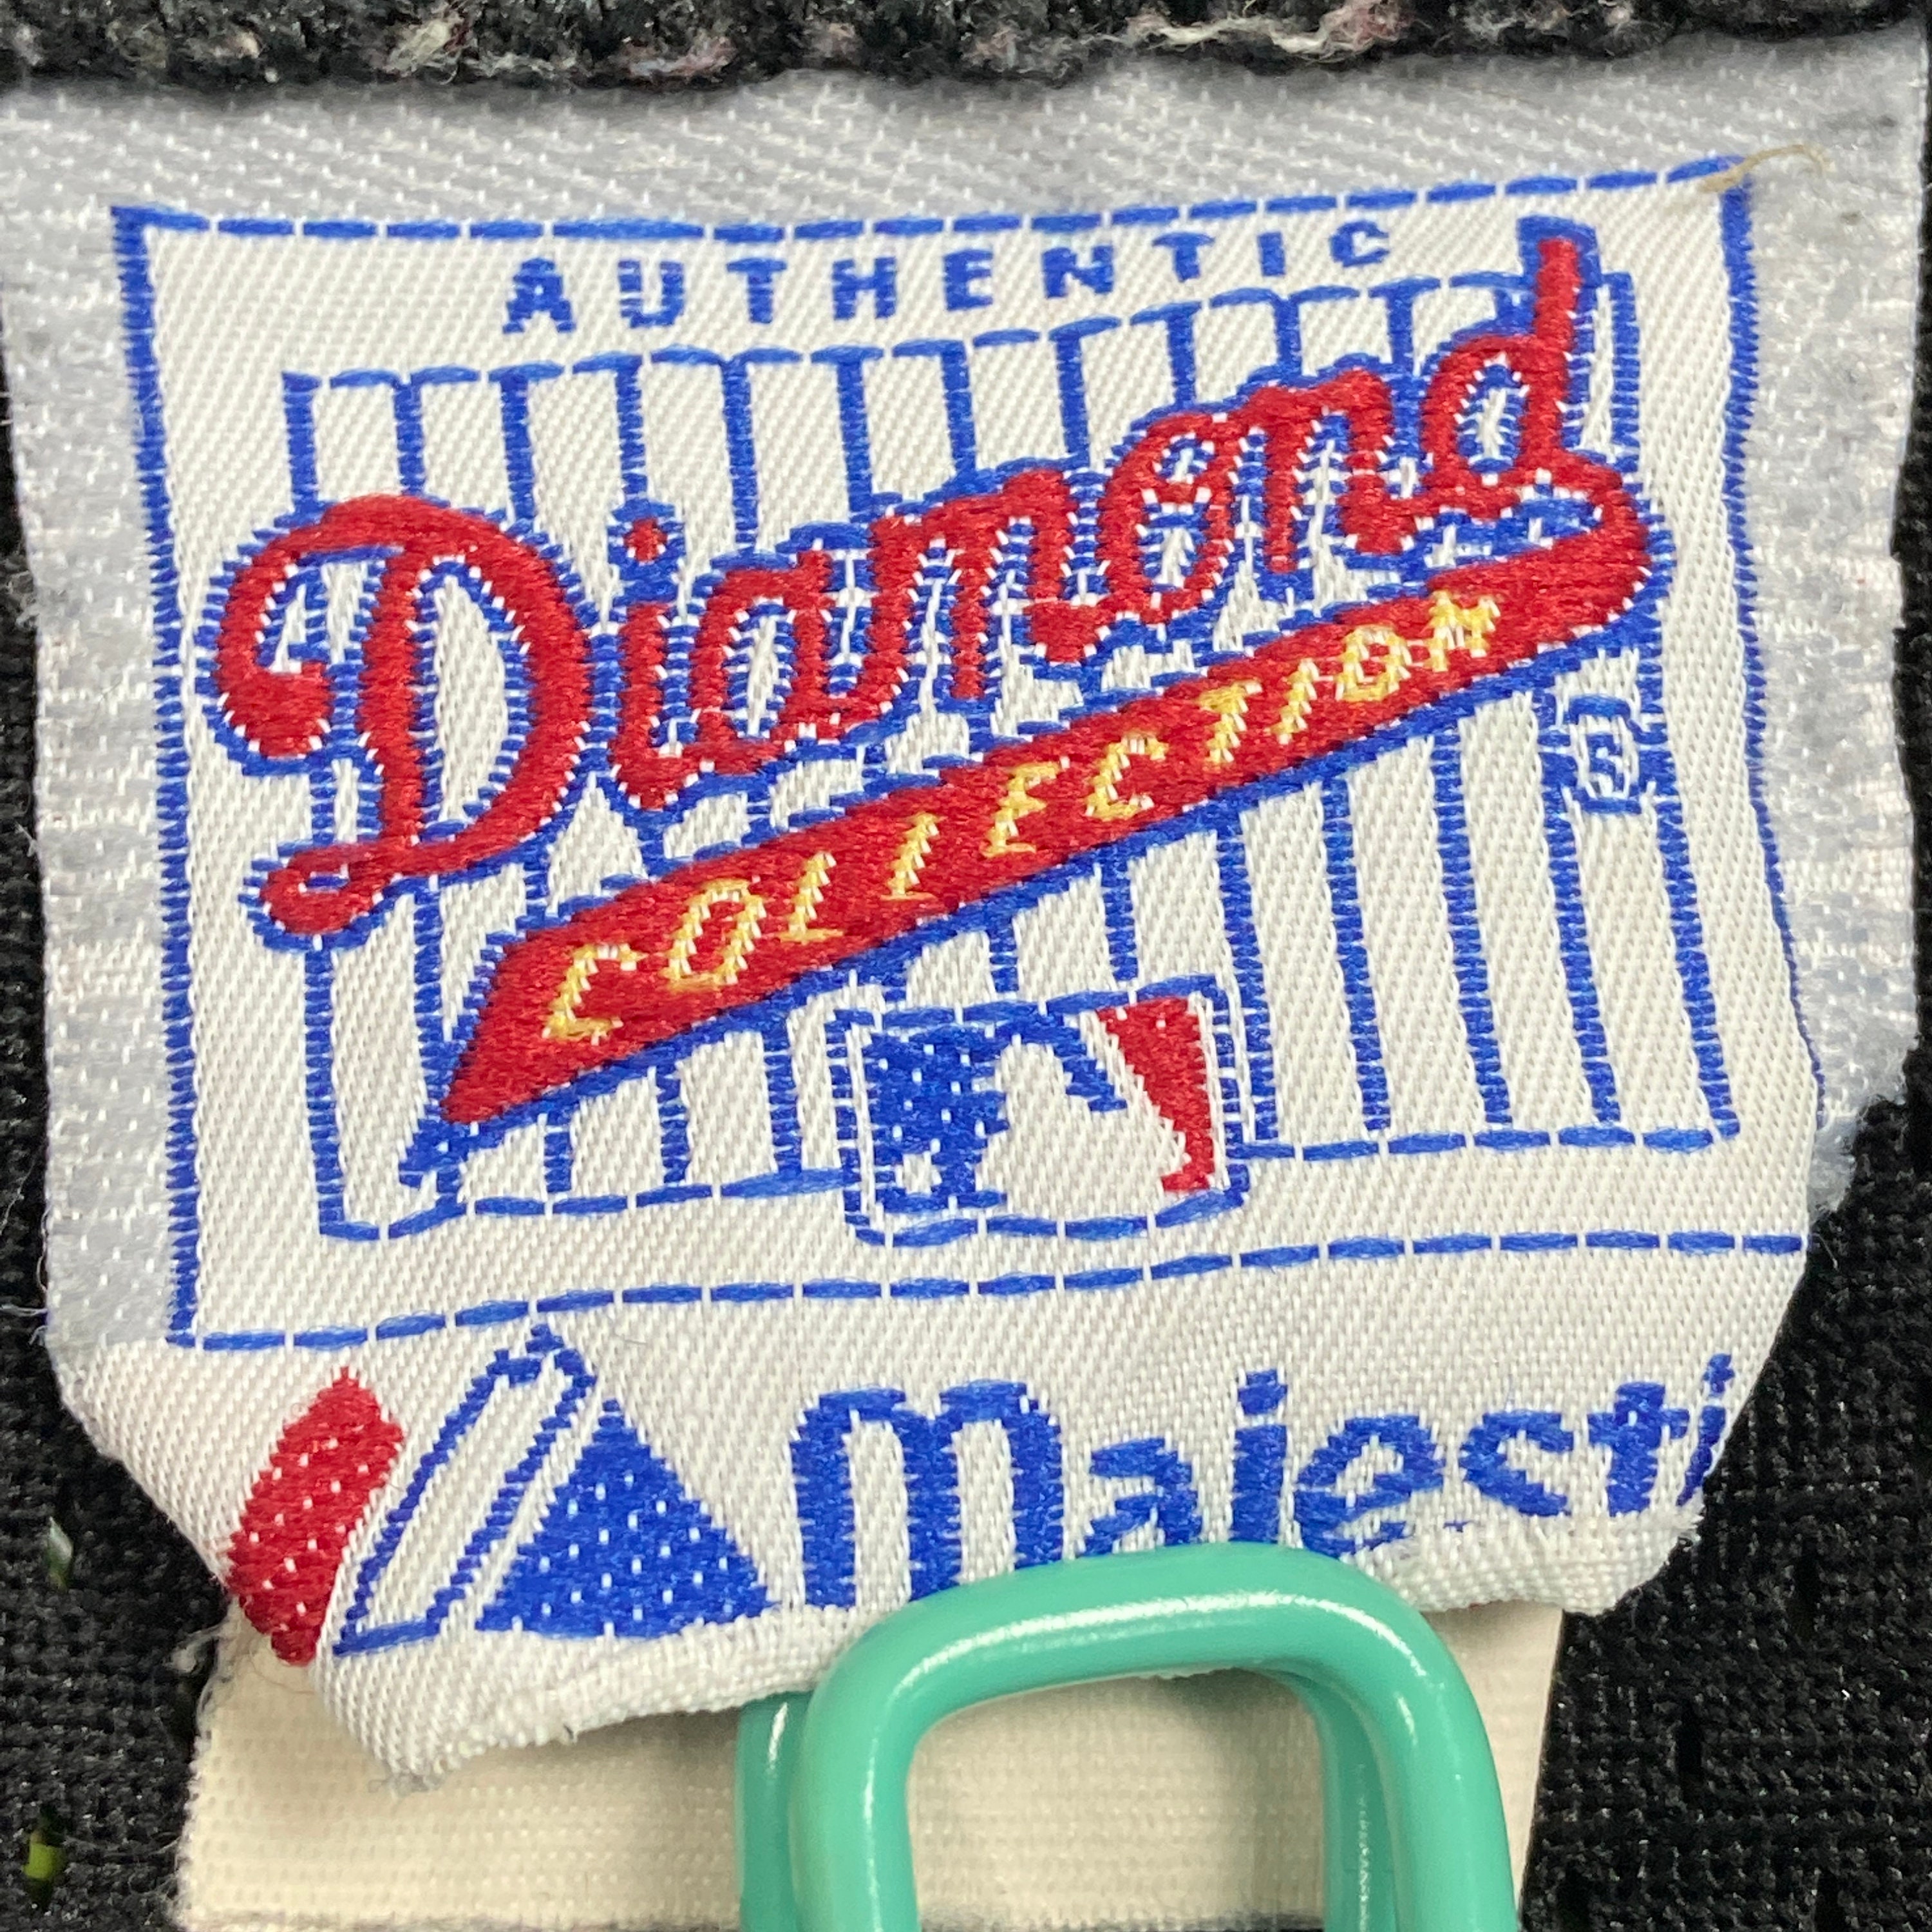 AUTHENTIC
Diamond
COLLECTION
®
Majesti